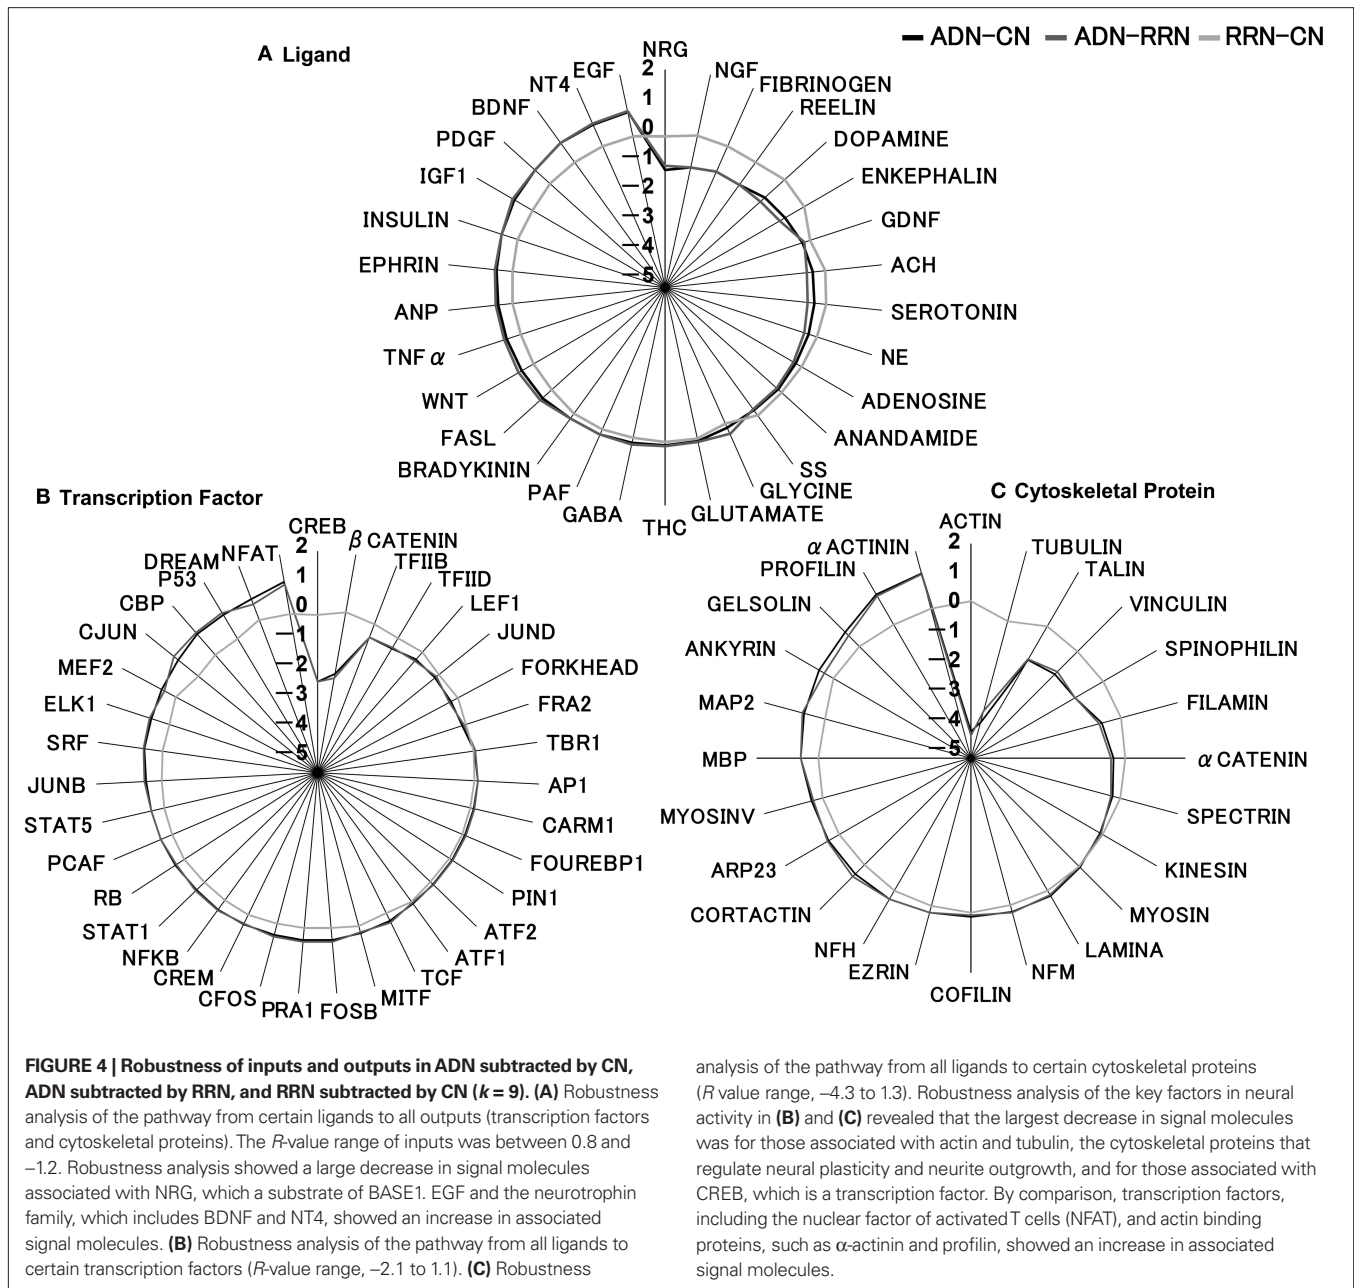 ADN−CN ADN−RRN RRN−CN
A Ligand
NRG
NGF
FIBRINOGEN
REELIN
DOPAMINE
ENKEPHALIN
GDNF
ACH
SEROTONIN
NE
ADENOSINE
ANANDAMIDE
SS
GLYCINE
GLUTAMATE
THC
GABA
PAF
BRADYKININ
FASL
WNT
TNF α
ANP
EPHRIN
INSULIN
IGF1
PDGF
BDNF
NT4
EGF
2
1
0
−1
−2
−3
−4
−5
B Transcription Factor
CREB
β CATENIN
TFIIB
TFIID
LEF1
JUND
FORKHEAD
FRA2
TBR1
AP1
CARM1
FOUREBP1
PIN1
ATF2
ATF1
TCF
MITF
FOSB
PRA1
CFOS
CREM
NFKB
STAT1
RB
PCAF
STAT5
JUNB
SRF
ELK1
MEF2
CJUN
CBP
P53
DREAM
NFAT
2
1
0
−1
−2
−3
−4
−5
C Cytoskeletal Protein
ACTIN
TUBULIN
TALIN
VINCULIN
SPINOPHILIN
FILAMIN
α CATENIN
SPECTRIN
KINESIN
MYOSIN
LAMINA
NFM
COFILIN
EZRIN
NFH
CORTACTIN
ARP23
MYOSINV
MBP
MAP2
ANKYRIN
GELSOLIN
PROFILIN
α ACTININ
2
1
0
−1
−2
−3
−4
−5
FIGURE 4 | Robustness of inputs and outputs in ADN subtracted by CN,
ADN subtracted by RRN, and RRN subtracted by CN (k = 9). (A) Robustness
analysis of the pathway from certain ligands to all outputs (transcription factors
and cytoskeletal proteins). The R-value range of inputs was between 0.8 and
−1.2. Robustness analysis showed a large decrease in signal molecules
associated with NRG, which a substrate of BASE1. EGF and the neurotrophin
family, which includes BDNF and NT4, showed an increase in associated
signal molecules. (B) Robustness analysis of the pathway from all ligands to
certain transcription factors (R-value range, −2.1 to 1.1). (C) Robustness
analysis of the pathway from all ligands to certain cytoskeletal proteins
(R value range, −4.3 to 1.3). Robustness analysis of the key factors in neural
activity in (B) and (C) revealed that the largest decrease in signal molecules
was for those associated with actin and tubulin, the cytoskeletal proteins that
regulate neural plasticity and neurite outgrowth, and for those associated with
CREB, which is a transcription factor. By comparison, transcription factors,
including the nuclear factor of activated T cells (NFAT), and actin binding
proteins, such as α-actinin and profilin, showed an increase in associated
signal molecules.